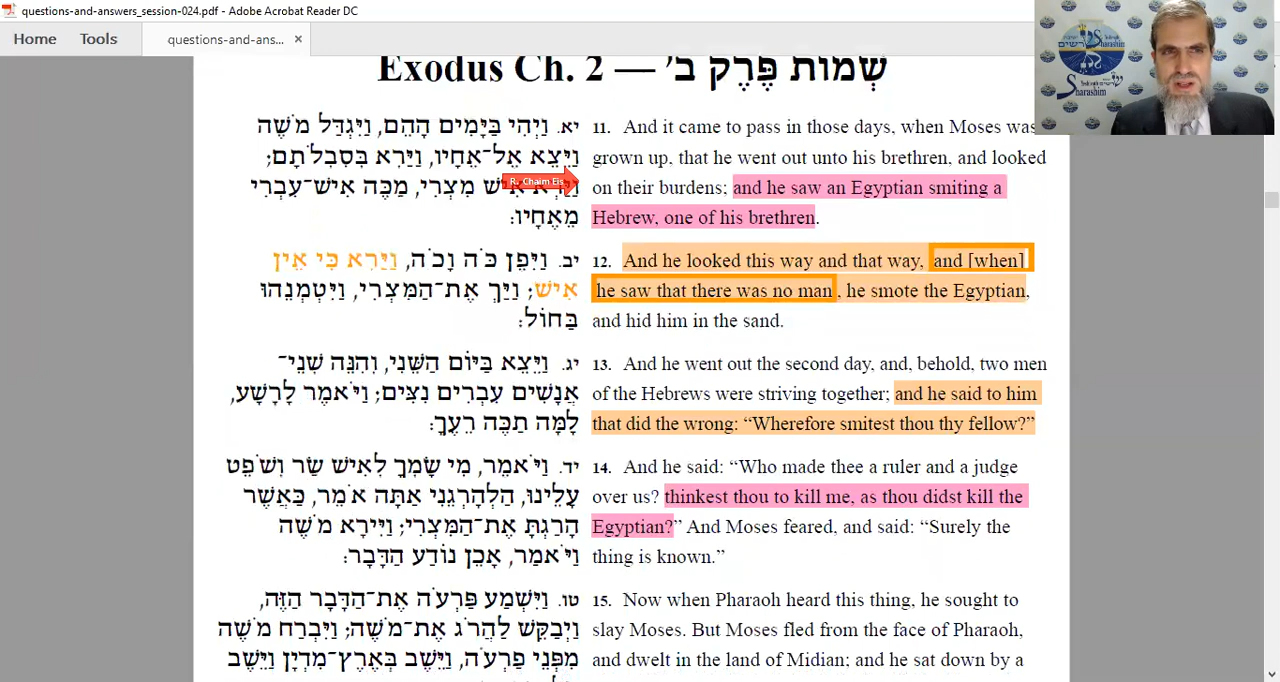 questions-and-answers_session-024.pdf - Adobe Acrobat Reader DC
Home Tools questions-and-ans... ×
Sharashim
שרשים
Exodus Ch. 2 — שְׁמוֹת פֶּרֶק ב׳
יא. וַיְהִי בַּיָּמִים הָהֵם, וַיִּגְדַּל מֹשֶׁה
וַיֵּצֵא אֶל־אֶחָיו, וַיַּרְא בְּסִבְלֹתָם;
R. Chaim Eis
אִישׁ מִצְרִי, מַכֶּה אִישׁ־עִבְרִי
מֵאֶחָיו:
11. And it came to pass in those days, when Moses was
grown up, that he went out unto his brethren, and looked
on their burdens; and he saw an Egyptian smiting a
Hebrew, one of his brethren.
יב. וַיִּפֶן כֹּה וָכֹה, וַיַּרְא כִּי אֵין
אִישׁ; וַיַּךְ אֶת־הַמִּצְרִי, וַיִּטְמְנֵהוּ
בַּחוֹל:
12. And he looked this way and that way, and [when]
he saw that there was no man, he smote the Egyptian,
and hid him in the sand.
יג. וַיֵּצֵא בַּיּוֹם הַשֵּׁנִי, וְהִנֵּה שְׁנֵי־
אֲנָשִׁים עִבְרִים נִצִּים; וַיֹּאמֶר לָרָשָׁע,
לָמָּה תַכֶּה רֵעֶךָ:
13. And he went out the second day, and, behold, two men
of the Hebrews were striving together; and he said to him
that did the wrong: “Wherefore smitest thou thy fellow?”
יד. וַיֹּאמֶר, מִי שָׂמְךָ לְאִישׁ שַׂר וְשֹׁפֵט
עָלֵינוּ, הַלְהָרְגֵנִי אַתָּה אֹמֵר, כַּאֲשֶׁר
הָרַגְתָּ אֶת־הַמִּצְרִי; וַיִּירָא מֹשֶׁה
וַיֹּאמַר, אָכֵן נוֹדַע הַדָּבָר:
14. And he said: “Who made thee a ruler and a judge
over us? thinkest thou to kill me, as thou didst kill the
Egyptian?” And Moses feared, and said: “Surely the
thing is known.”
טו. וַיִּשְׁמַע פַּרְעֹה אֶת־הַדָּבָר הַזֶּה,
וַיְבַקֵּשׁ לַהֲרֹג אֶת־מֹשֶׁה; וַיִּבְרַח מֹשֶׁה
מִפְּנֵי פַרְעֹה, וַיֵּשֶׁב בְּאֶרֶץ־מִדְיָן וַיֵּשֶׁב
15. Now when Pharaoh heard this thing, he sought to
slay Moses. But Moses fled from the face of Pharaoh,
and dwelt in the land of Midian; and he sat down by a